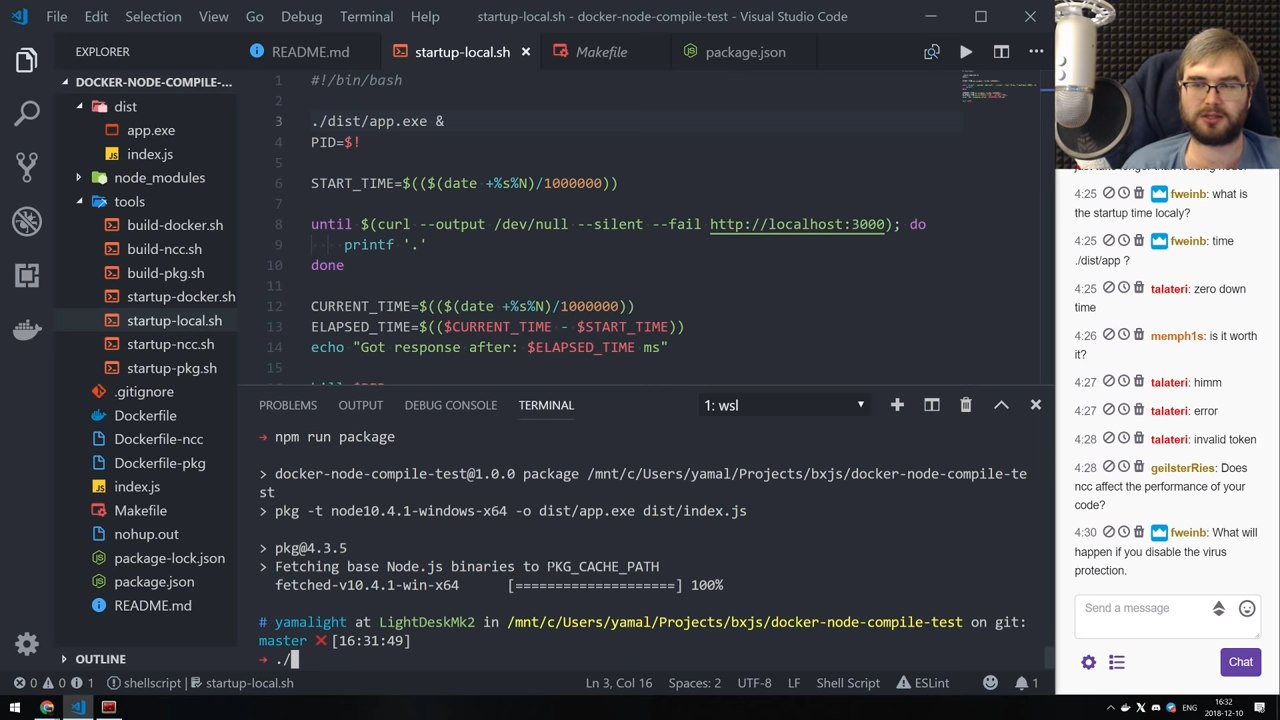 File Edit Selection View Go Debug Terminal Help
startup-local.sh - docker-node-compile-test - Visual Studio Code
EXPLORER
README.md
startup-local.sh
Makefile
package.json
DOCKER-NODE-COMPILE-...
dist
app.exe
JS index.js
node_modules
tools
build-docker.sh
build-ncc.sh
build-pkg.sh
startup-docker.sh
startup-local.sh
startup-ncc.sh
startup-pkg.sh
.gitignore
Dockerfile
Dockerfile-ncc
Dockerfile-pkg
JS index.js
Makefile
nohup.out
package-lock.json
package.json
README.md
OUTLINE
1 #!/bin/bash
2
3 ./dist/app.exe &
4 PID=$!
5
6 START_TIME=$(($(date +%s%N)/1000000))
7
8 until $(curl --output /dev/null --silent --fail http://localhost:3000); do
9 printf '.'
10 done
11
12 CURRENT_TIME=$(($(date +%s%N)/1000000))
13 ELAPSED_TIME=$(($CURRENT_TIME - $START_TIME))
14 echo "Got response after: $ELAPSED_TIME ms"
15
PROBLEMS OUTPUT DEBUG CONSOLE TERMINAL
1: wsl
→ npm run package
> docker-node-compile-test@1.0.0 package /mnt/c/Users/yamal/Projects/bxjs/docker-node-compile-te
st
> pkg -t node10.4.1-windows-x64 -o dist/app.exe dist/index.js
> pkg@4.3.5
> Fetching base Node.js binaries to PKG_CACHE_PATH
fetched-v10.4.1-win-x64 [====================] 100%
# yamalight at LightDeskMk2 in /mnt/c/Users/yamal/Projects/bxjs/docker-node-compile-test on git:
master ✗ [16:31:49]
→ ./
0 0 1 shellscript startup-local.sh
Ln 3, Col 16 Spaces: 2 UTF-8 LF Shell Script ESLint 1
4:25 fweinb: what is
the startup time localy?
4:25 fweinb: time
./dist/app ?
4:25 talateri: zero down
time
4:26 memph1s: is it worth
it?
4:27 talateri: himm
4:27 talateri: error
4:28 talateri: invalid token
4:28 geilsterRies: Does
ncc affect the performance of your
code?
4:30 fweinb: What will
happen if you disable the virus
protection.
Send a message
Chat
ENG
16:32
2018-12-10